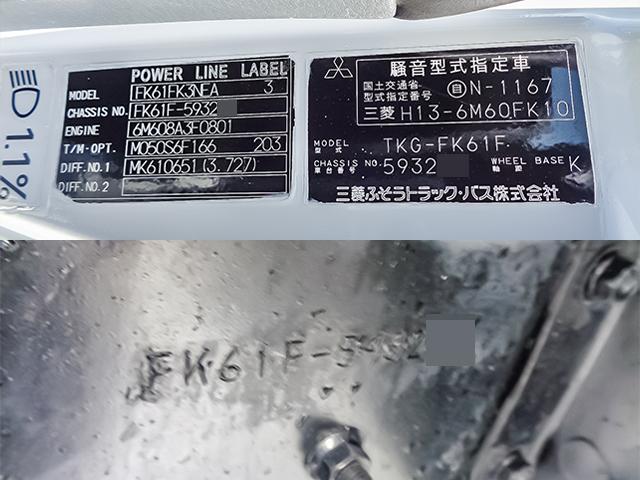 1.1%
POWER LINE LABEL
MODEL FK61FK3NEA 3
CHASSIS NO. FK61F-5932
ENGINE 6M608A3F0801
T/M・OPT. M050S6F166 203
DIFF.NO.1 MK610651(3.727)
DIFF.NO.2
騒音型式指定車
国土交通省
型式指定番号 自N-1167
三菱 H13-6M60FK10
MODEL
型式 TKG-FK61F
CHASSIS NO.
車台番号 5932
WHEEL BASE
軸距 K
三菱ふそうトラック・バス株式会社
FK61F-5932